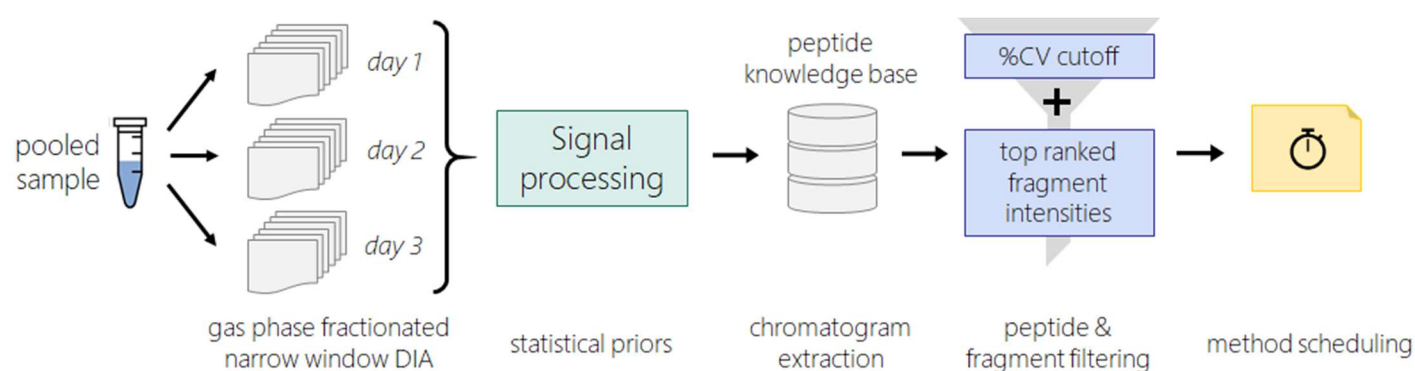 pooled
sample
day 1
day 2
day 3
gas phase fractionated
narrow window DIA
Signal
processing
statistical priors
peptide
knowledge base
chromatogram
extraction
%CV cutoff
+
top ranked
fragment
intensities
peptide &
fragment filtering
method scheduling